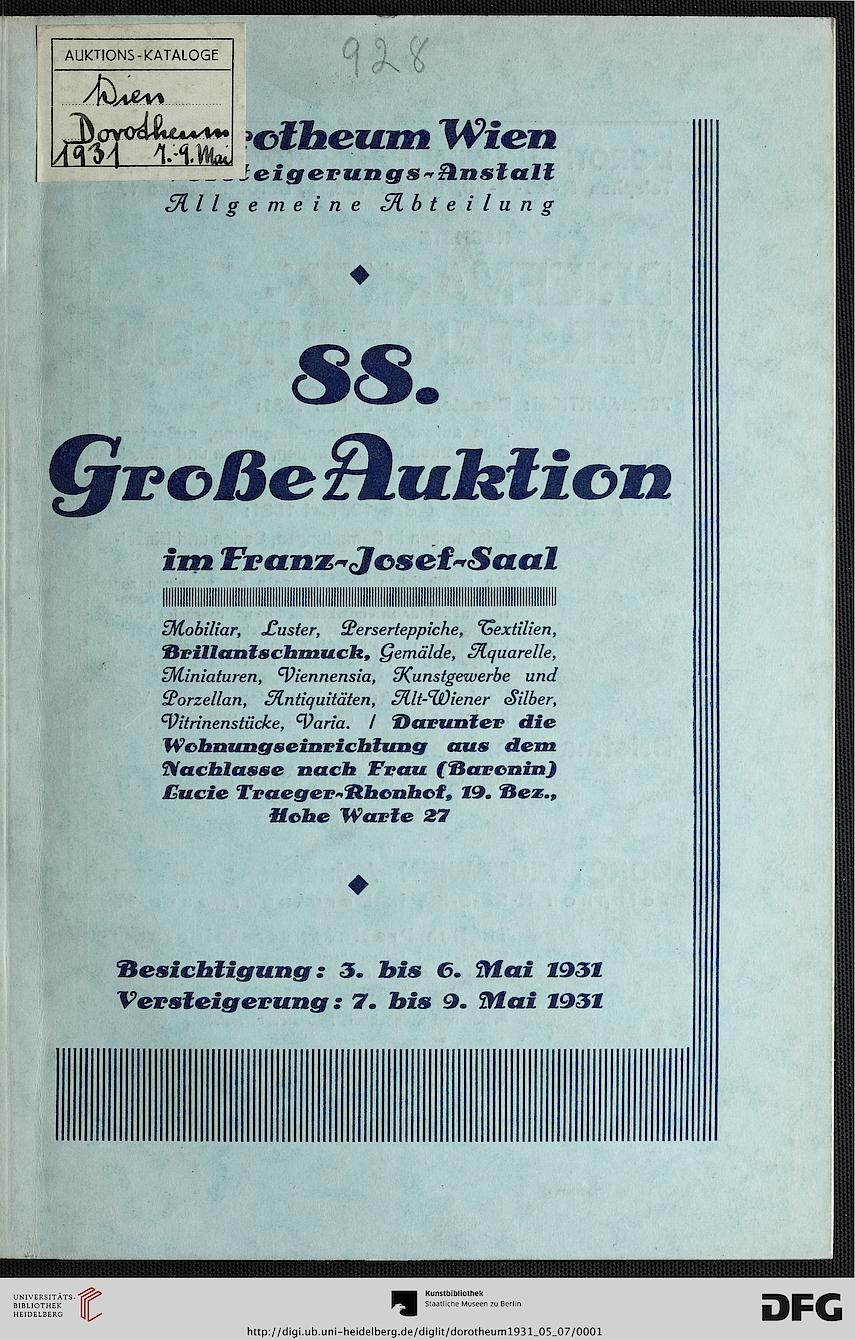 928
AUKTIONS-KATALOGE
Wien
Dorotheum
1931 7.-9. Mai
otheum Wien
eigerungs-Anstalt
Allgemeine Abteilung
88.
Große Auktion
im Franz-Josef-Saal
Mobiliar, Luster, Perserteppiche, Textilien,
Brillantschmuck, Gemälde, Aquarelle,
Miniaturen, Viennensia, Kunstgewerbe und
Porzellan, Antiquitäten, Alt-Wiener Silber,
Vitrinenstücke, Varia. / Darunter die
Wohnungseinrichtung aus dem
Nachlasse nach Frau (Baronin)
Lucie Traeger-Rhonhof, 19. Bez.,
Hohe Warte 27
Besichtigung: 3. bis 6. Mai 1931
Versteigerung: 7. bis 9. Mai 1931
UNIVERSITÄTS-
BIBLIOTHEK
HEIDELBERG
Kunstbibliothek
Staatliche Museen zu Berlin
DFG
http://digi.ub.uni-heidelberg.de/diglit/dorotheum1931_05_07/0001